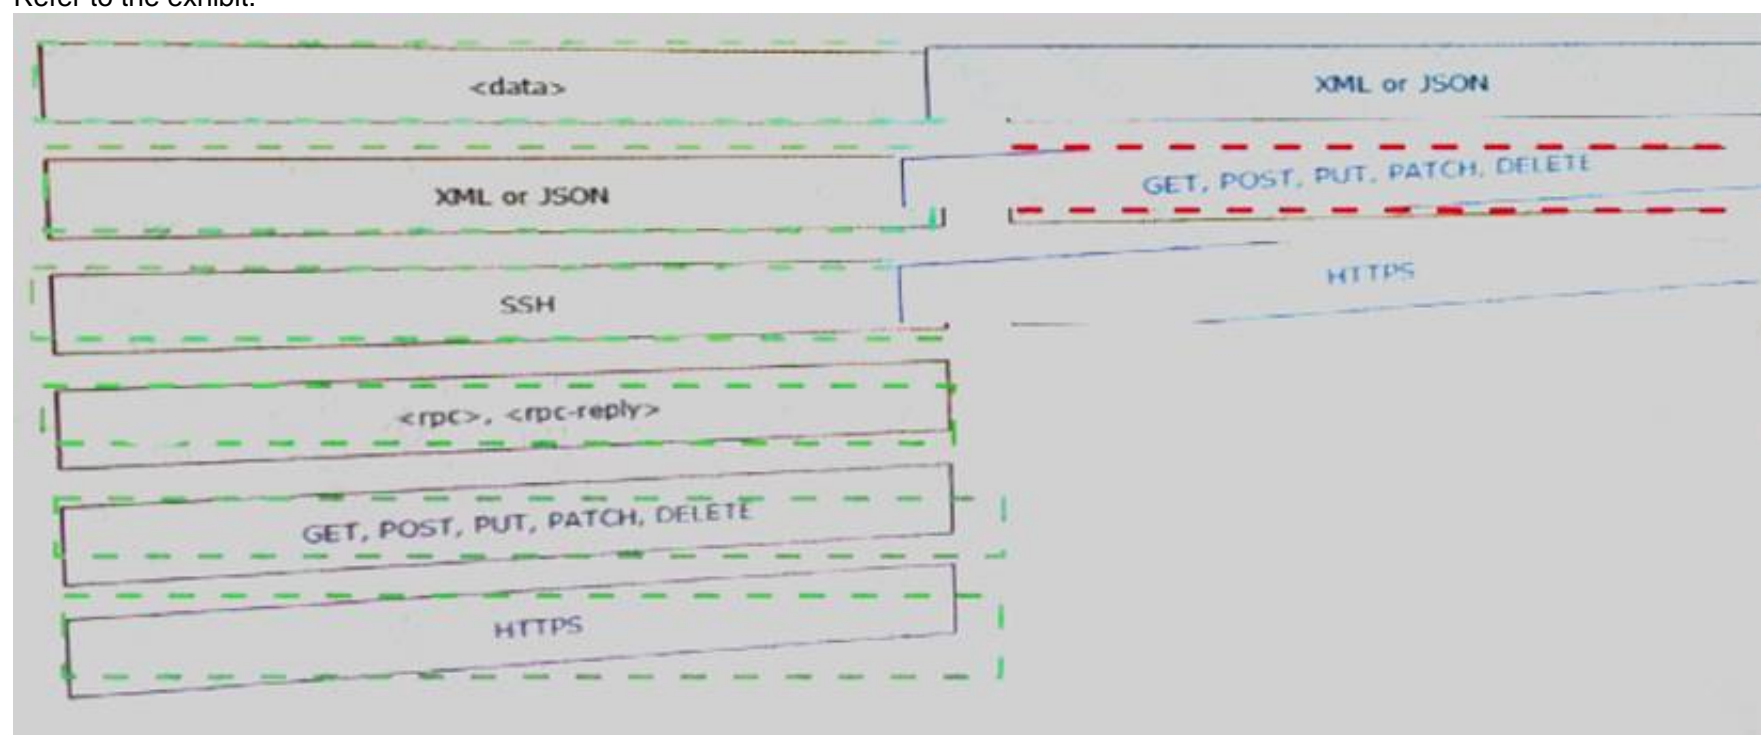 Refer to the exhibit.
<data>
XML or JSON
XML or JSON
GET, POST, PUT, PATCH, DELETE
SSH
HTTPS
<rpc>, <rpc-reply>
GET, POST, PUT, PATCH, DELETE
HTTPS